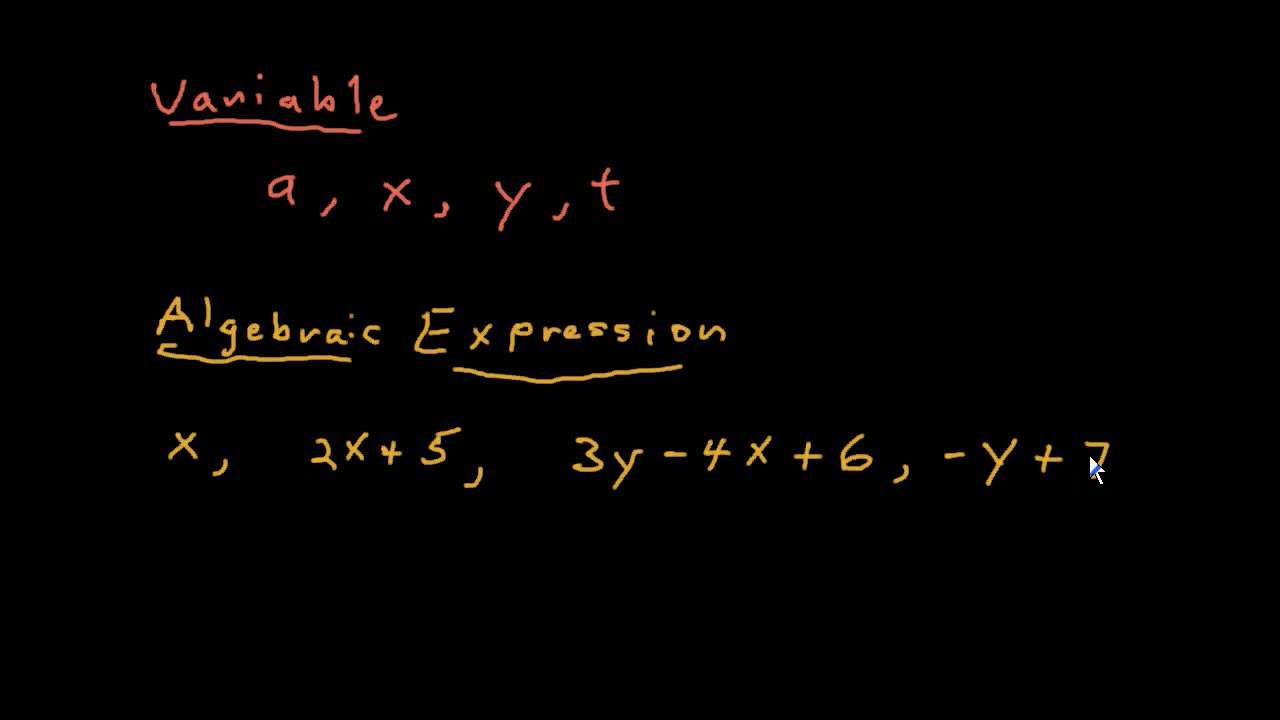 Variable
a, x, y, t
Algebraic Expression
x, 2x+5, 3y-4x+6, -y+7